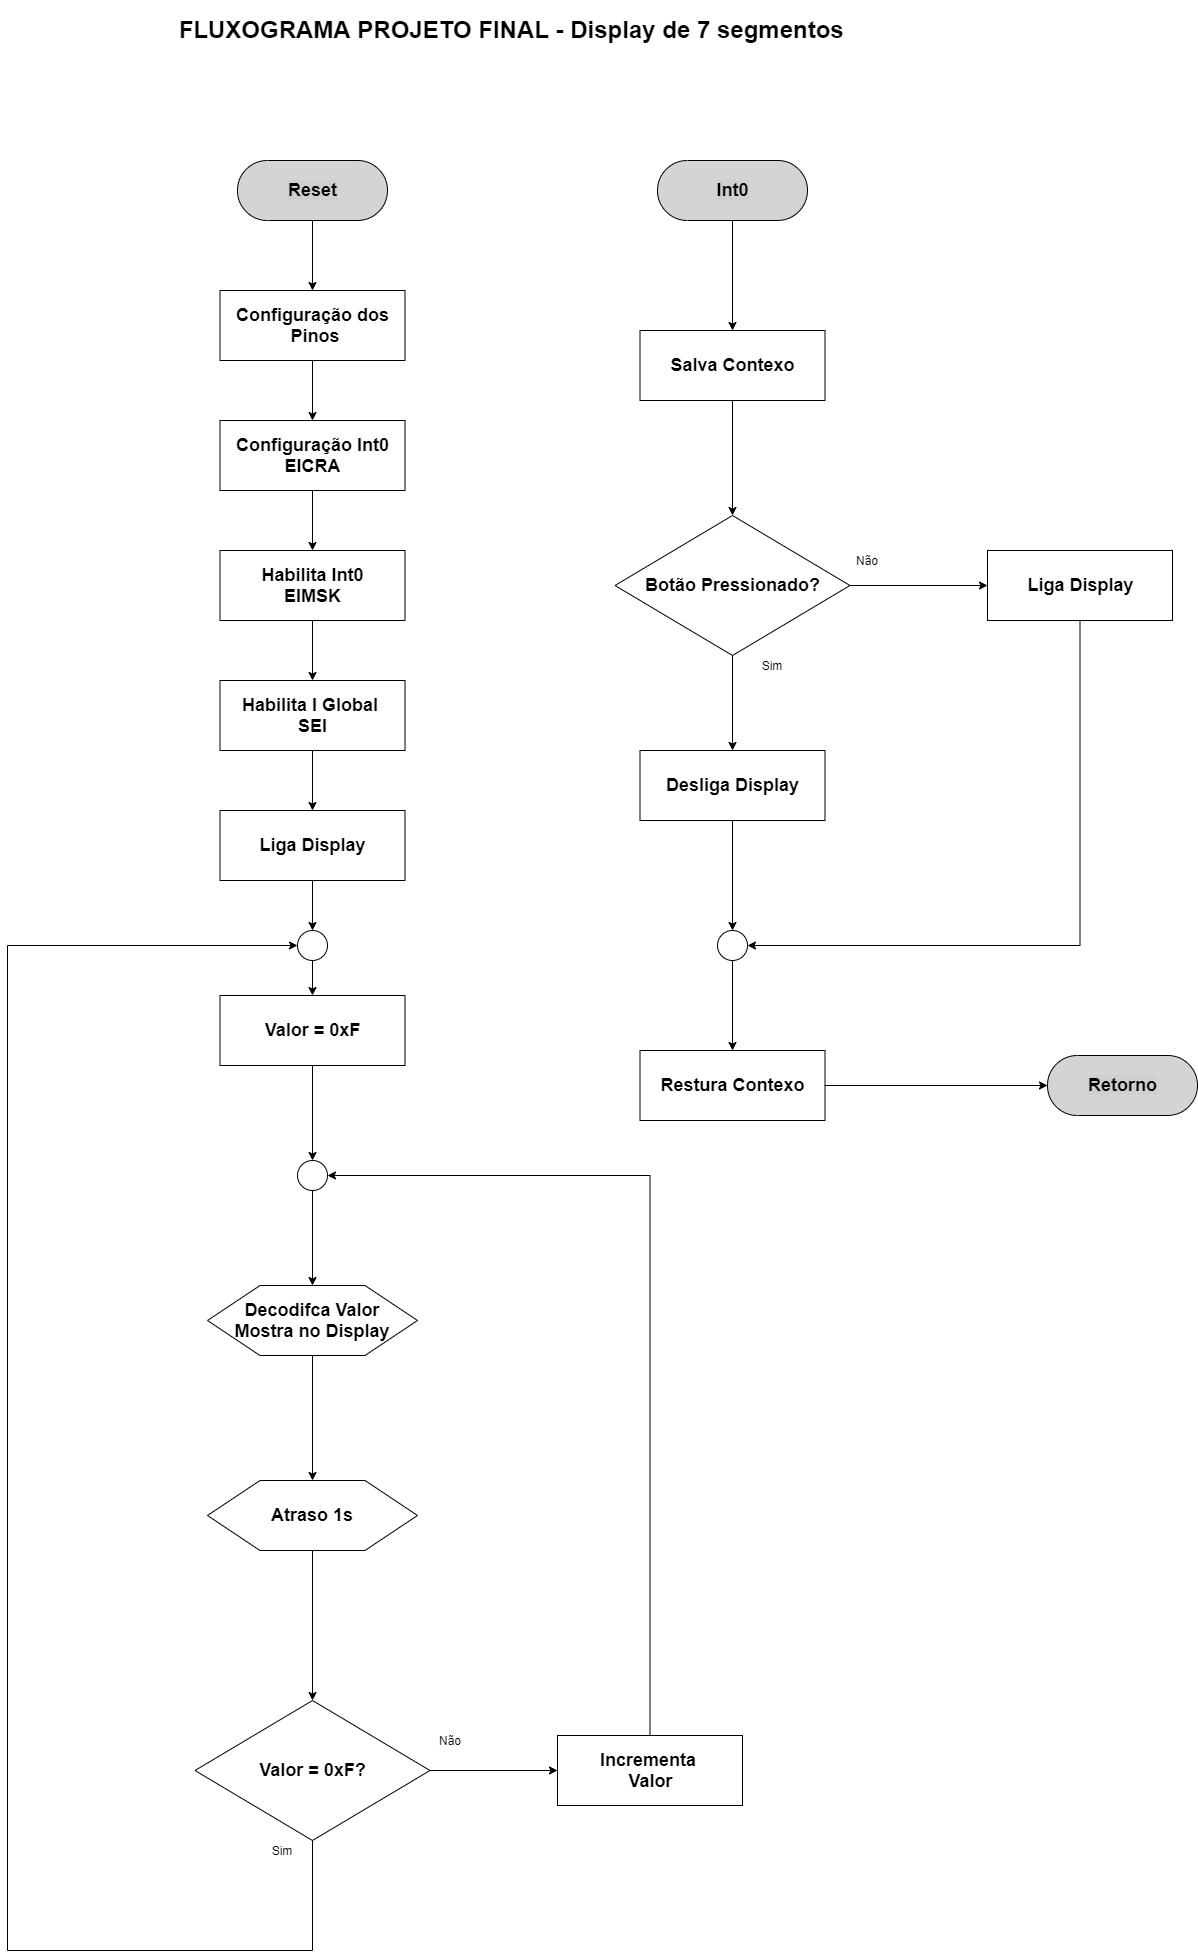 FLUXOGRAMA PROJETO FINAL - Display de 7 segmentos
Reset
Configuração dos
Pinos
Configuração Int0
EICRA
Habilita Int0
EIMSK
Habilita I Global
SEI
Liga Display
Valor = 0xF
Decodifca Valor
Mostra no Display
Atraso 1s
Valor = 0xF?
Não
Sim
Incrementa
Valor
Int0
Salva Contexo
Botão Pressionado?
Não
Sim
Liga Display
Desliga Display
Restura Contexo
Retorno